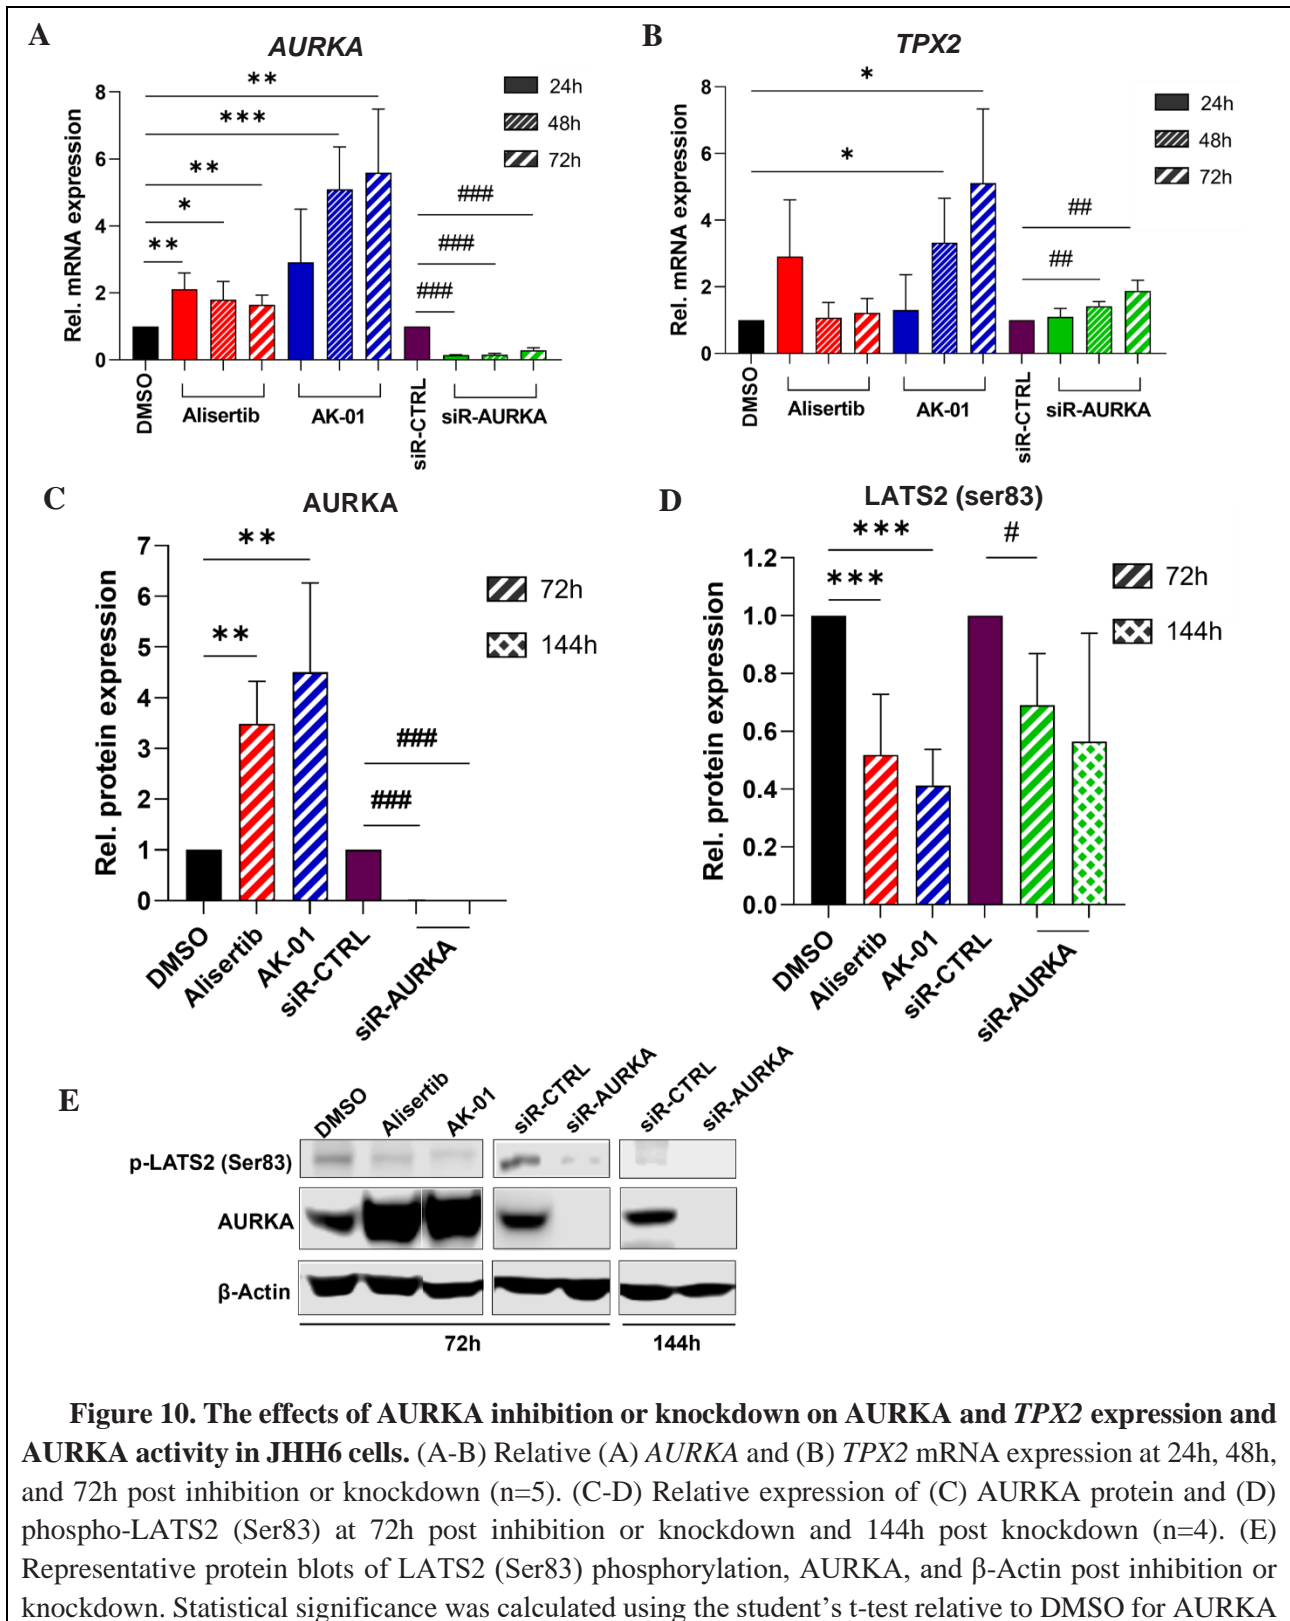 A
AURKA
**
***
**
*
**
###
###
###
24h
48h
72h
Rel. mRNA expression
8
6
4
2
0
DMSO
Alisertib
AK-01
siR-CTRL
siR-AURKA
B
TPX2
*
*
##
##
24h
48h
72h
Rel. mRNA expression
8
6
4
2
0
DMSO
Alisertib
AK-01
siR-CTRL
siR-AURKA
C
AURKA
**
**
###
###
72h
144h
Rel. protein expression
7
6
5
4
3
2
1
0
DMSO
Alisertib
AK-01
siR-CTRL
siR-AURKA
D
LATS2 (ser83)
***
***
#
72h
144h
Rel. protein expression
1.2
1.0
0.8
0.6
0.4
0.2
0.0
DMSO
Alisertib
AK-01
siR-CTRL
siR-AURKA
E
DMSO
Alisertib
AK-01
siR-CTRL
siR-AURKA
siR-CTRL
siR-AURKA
p-LATS2 (Ser83)
AURKA
β-Actin
72h
144h
Figure 10. The effects of AURKA inhibition or knockdown on AURKA and TPX2 expression and
AURKA activity in JHH6 cells. (A-B) Relative (A) AURKA and (B) TPX2 mRNA expression at 24h, 48h,
and 72h post inhibition or knockdown (n=5). (C-D) Relative expression of (C) AURKA protein and (D)
phospho-LATS2 (Ser83) at 72h post inhibition or knockdown and 144h post knockdown (n=4). (E)
Representative protein blots of LATS2 (Ser83) phosphorylation, AURKA, and β-Actin post inhibition or
knockdown. Statistical significance was calculated using the student's t-test relative to DMSO for AURKA